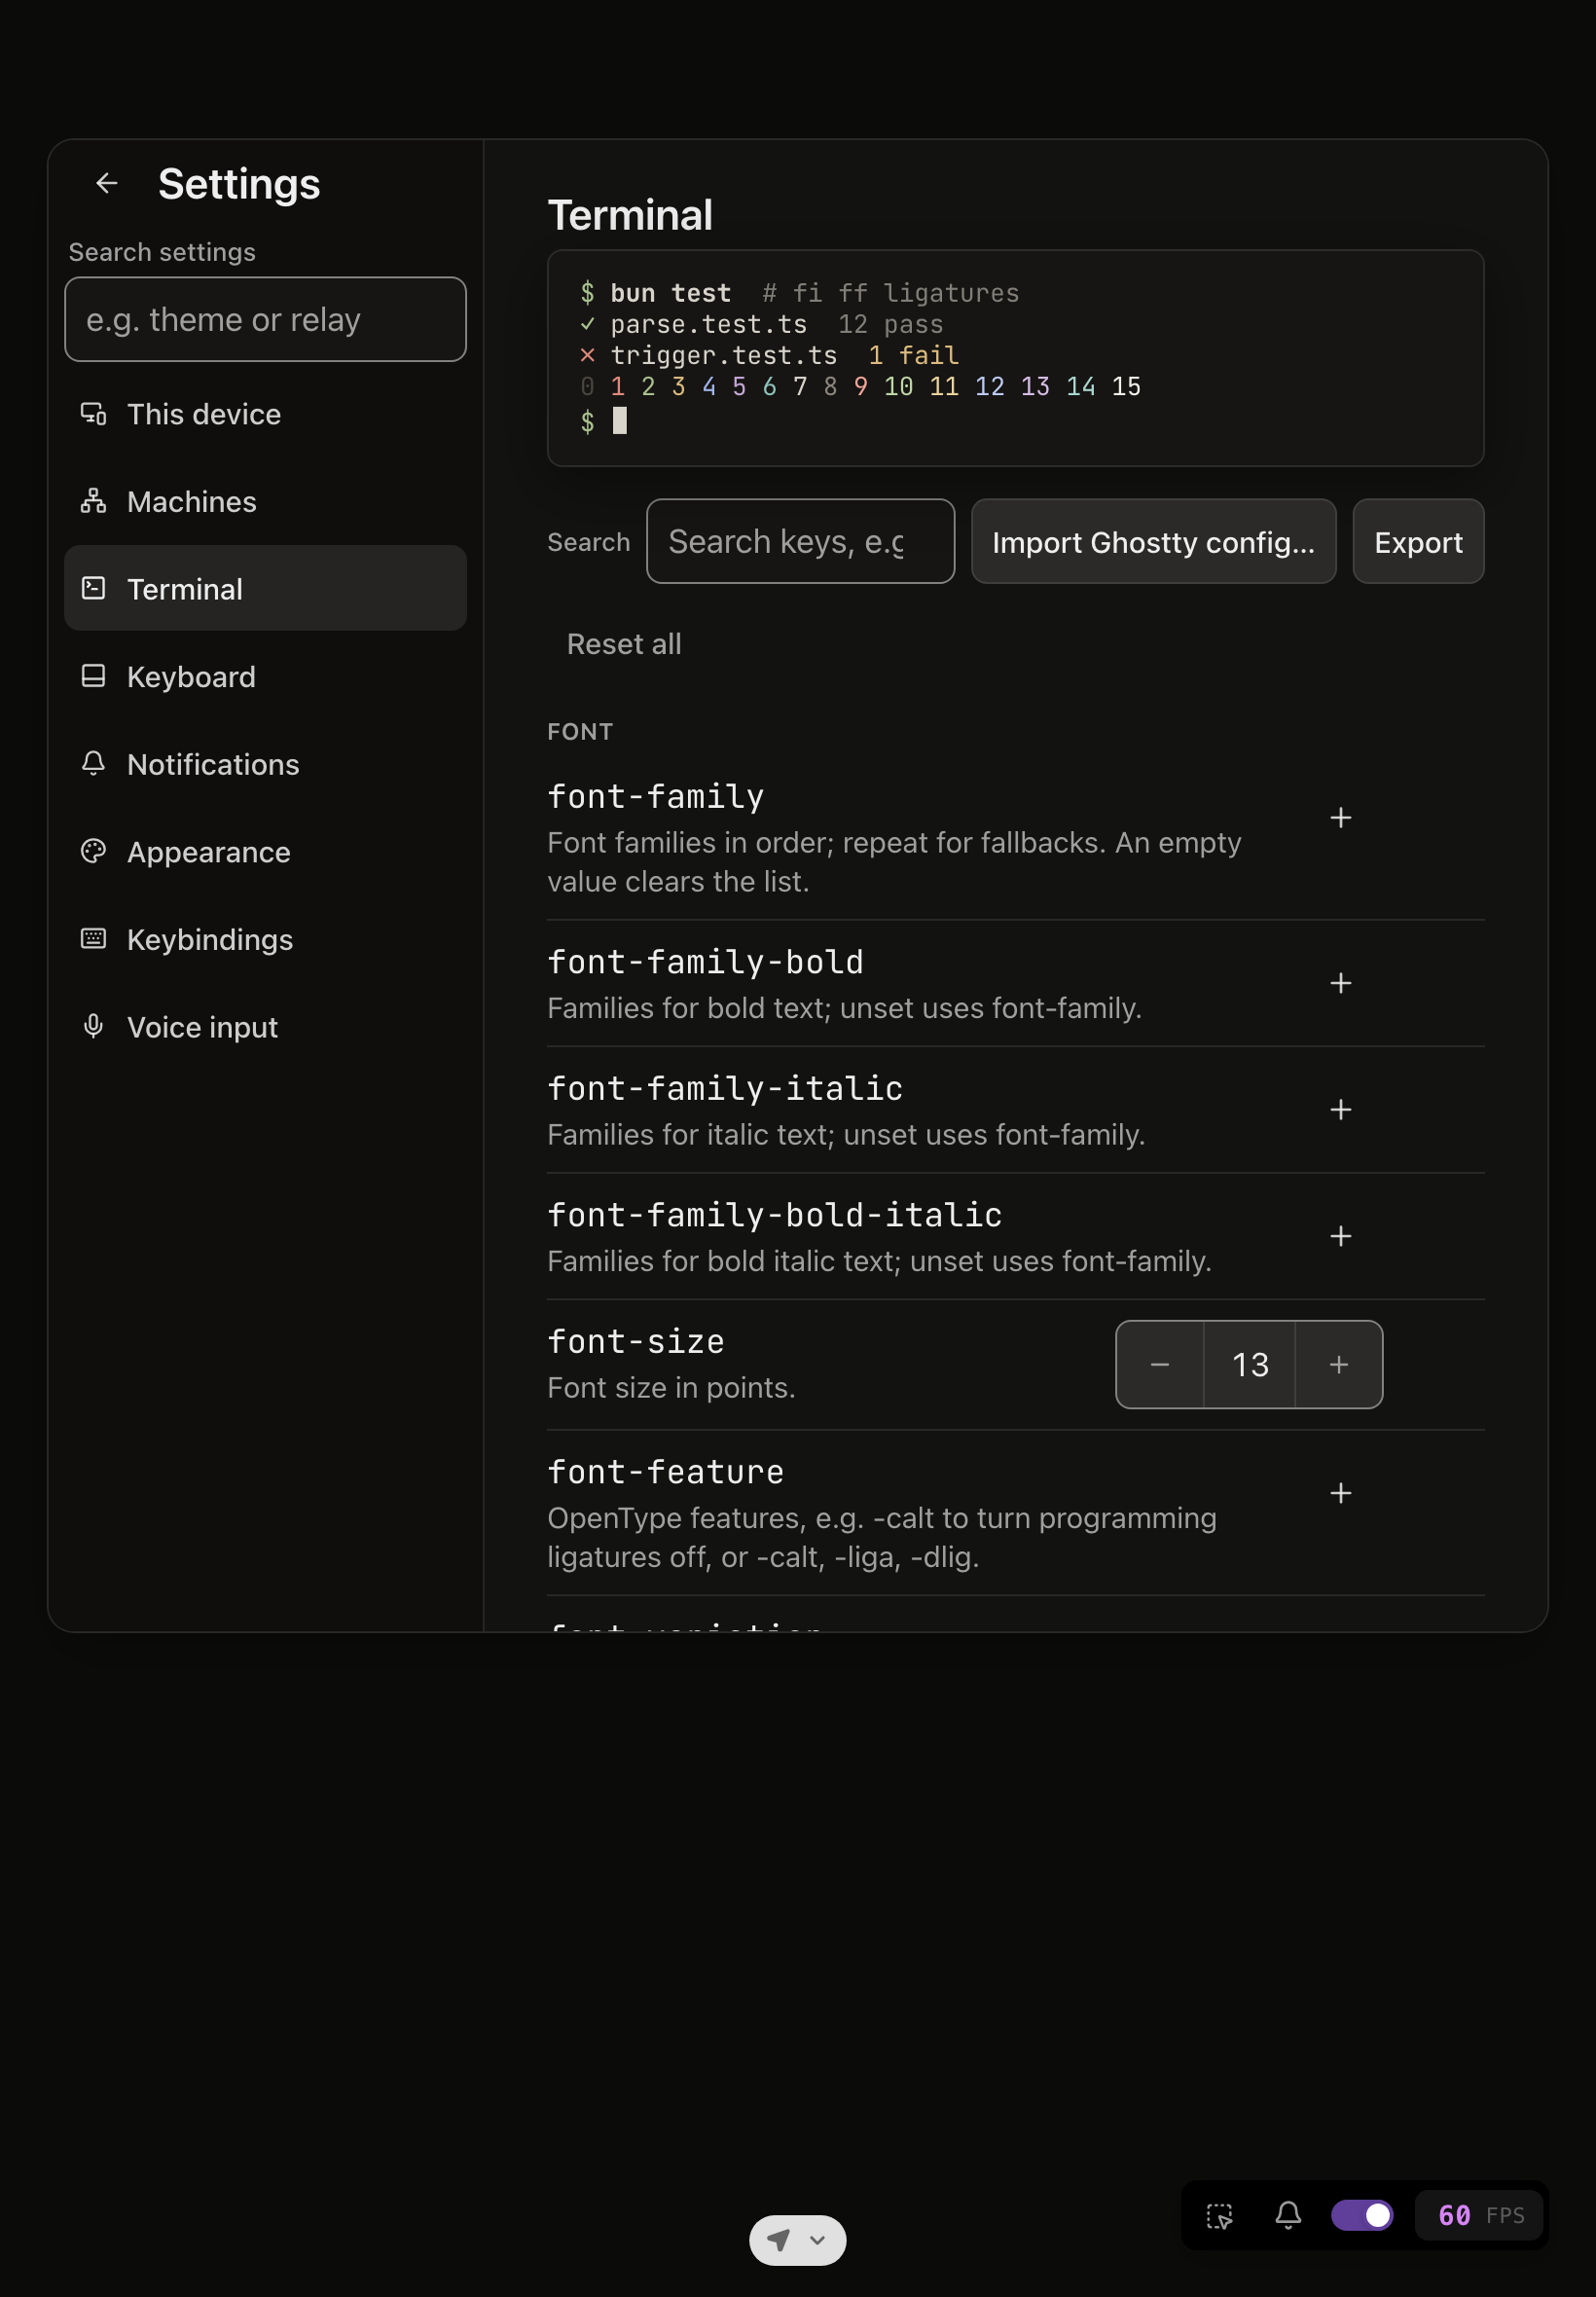 Settings
Search settings
e.g. theme or relay
This device
Machines
Terminal
Keyboard
Notifications
Appearance
Keybindings
Voice input
Terminal
$ bun test  # fi ff ligatures
✓ parse.test.ts  12 pass
✕ trigger.test.ts  1 fail
0 1 2 3 4 5 6 7 8 9 10 11 12 13 14 15
$
Search
Search keys, e.g
Import Ghostty config...
Export
Reset all
FONT
font-family
Font families in order; repeat for fallbacks. An empty
value clears the list.
font-family-bold
Families for bold text; unset uses font-family.
font-family-italic
Families for italic text; unset uses font-family.
font-family-bold-italic
Families for bold italic text; unset uses font-family.
font-size
Font size in points.
− 13 +
font-feature
OpenType features, e.g. -calt to turn programming
ligatures off, or -calt, -liga, -dlig.
60 FPS